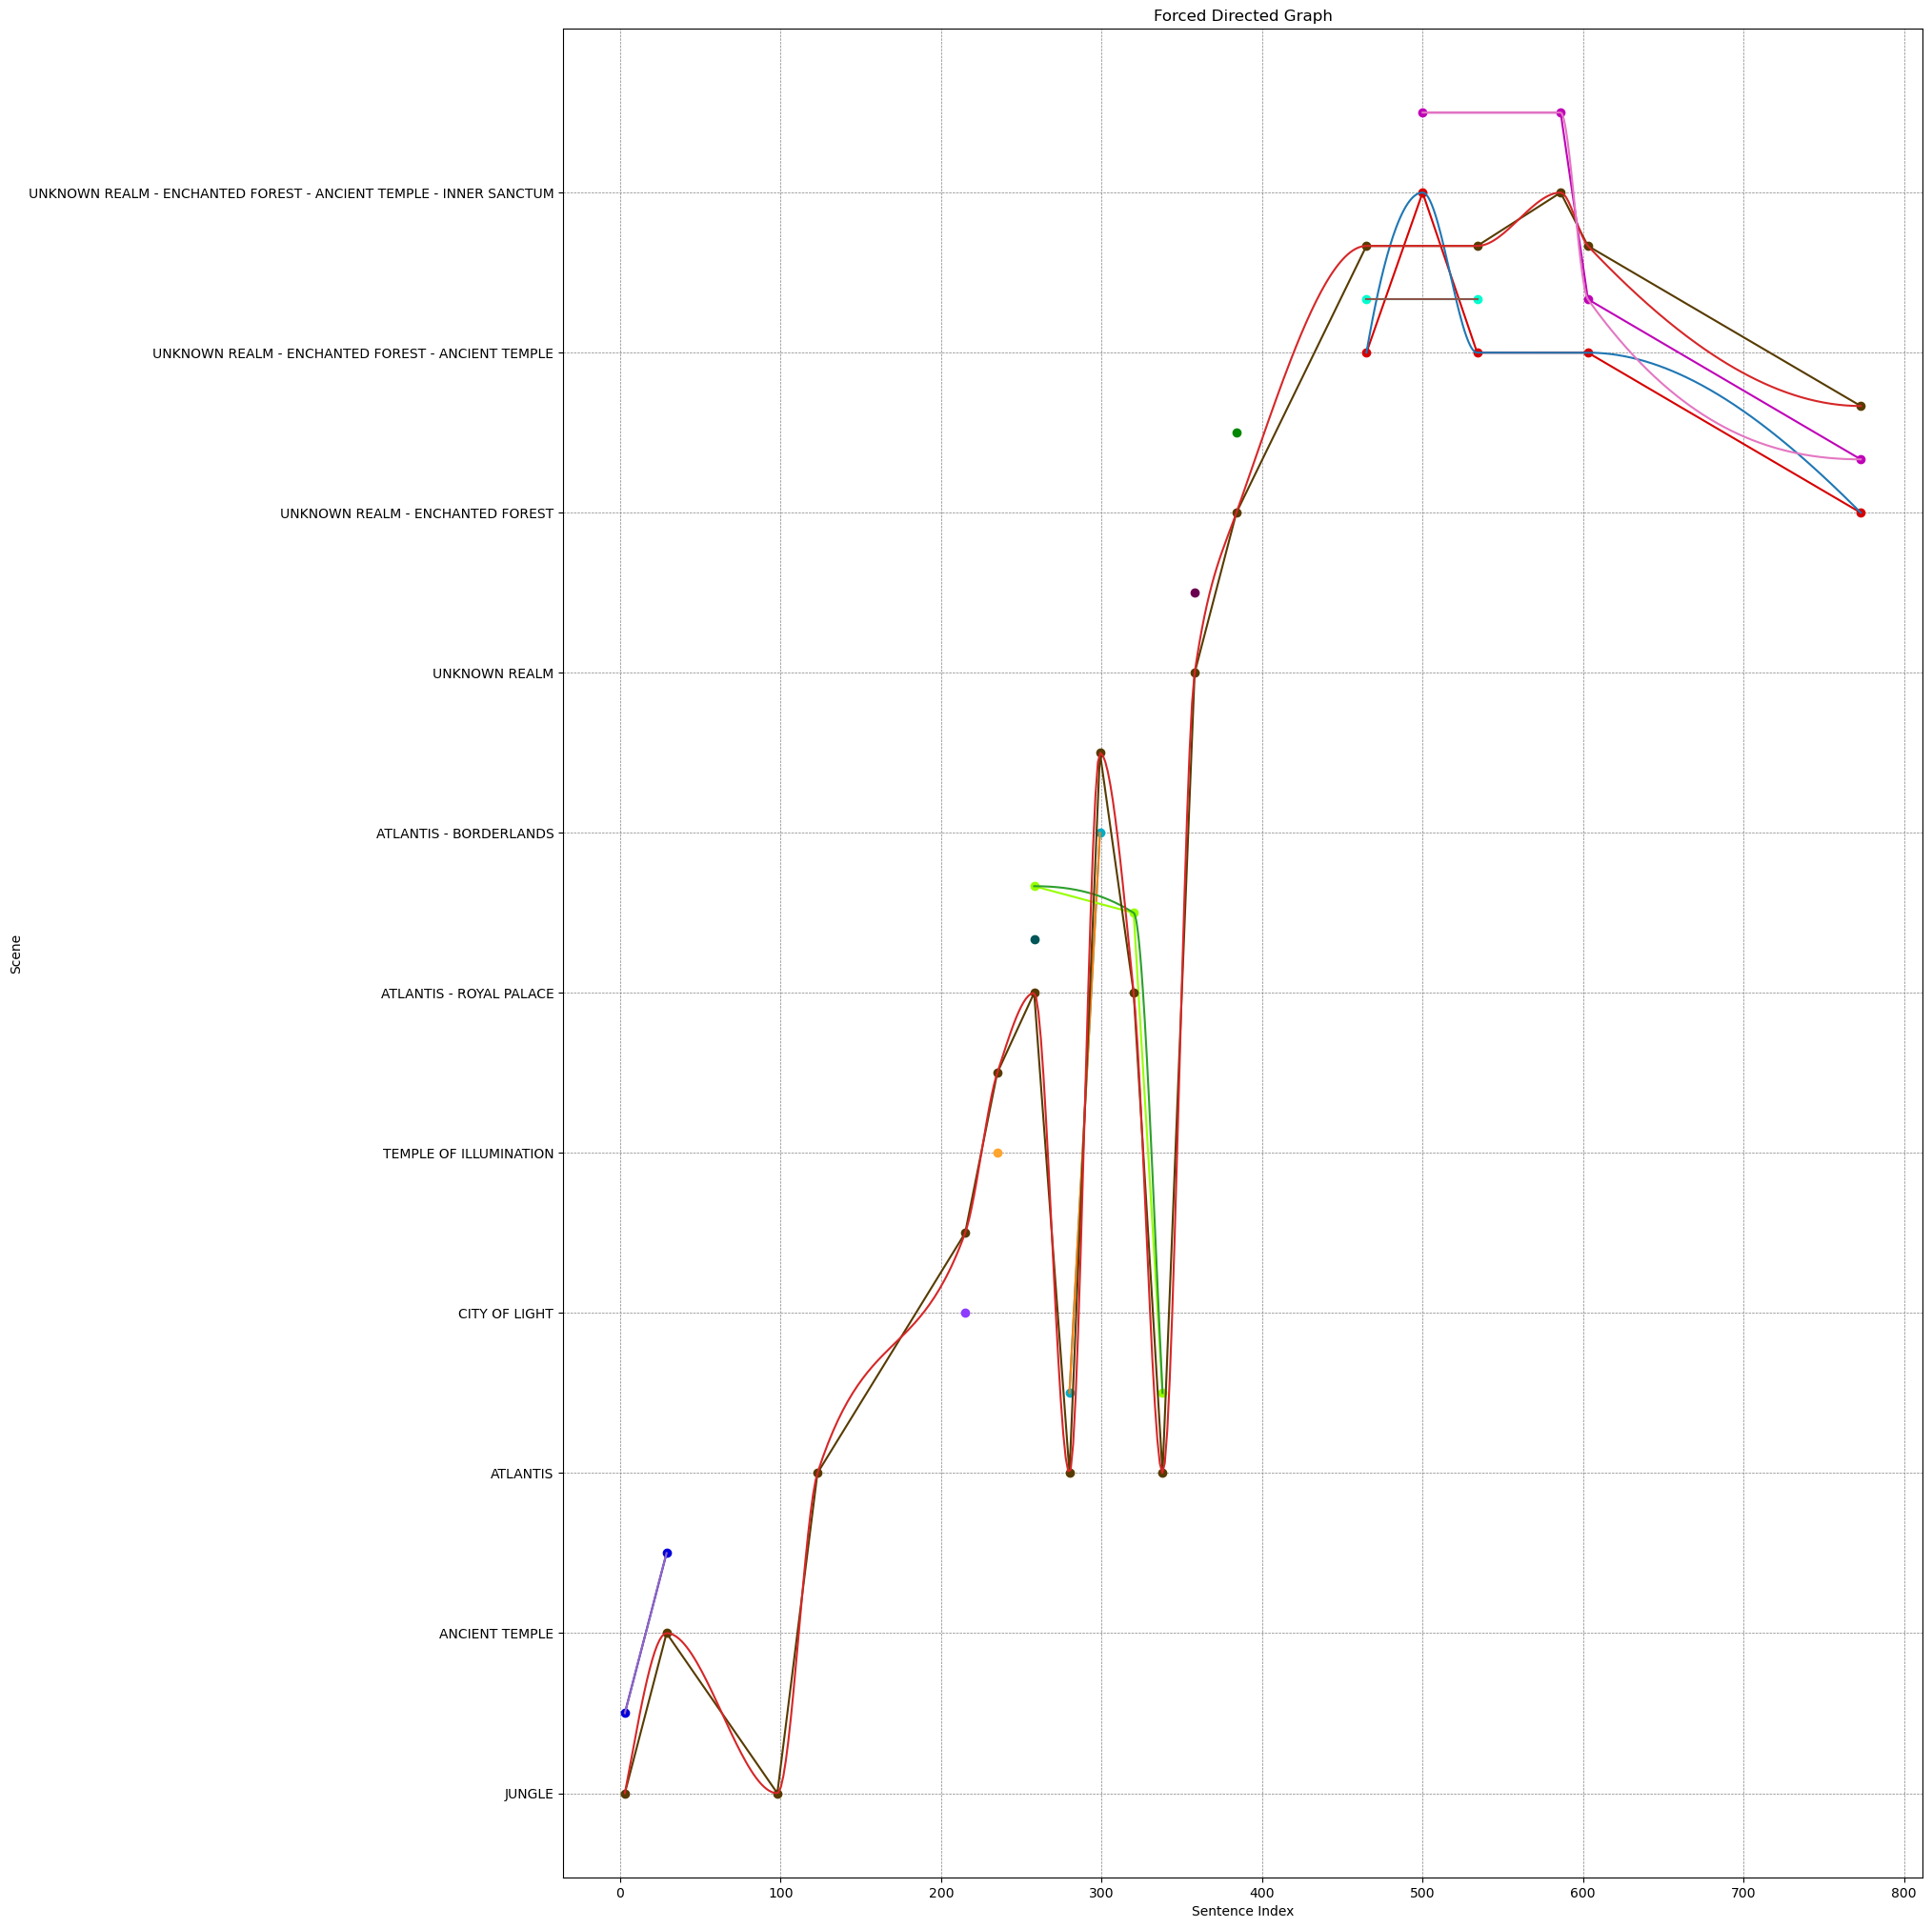 Forced Directed Graph
UNKNOWN REALM - ENCHANTED FOREST - ANCIENT TEMPLE - INNER SANCTUM
UNKNOWN REALM - ENCHANTED FOREST - ANCIENT TEMPLE
UNKNOWN REALM - ENCHANTED FOREST
UNKNOWN REALM
ATLANTIS - BORDERLANDS
Scene
ATLANTIS - ROYAL PALACE
TEMPLE OF ILLUMINATION
CITY OF LIGHT
ATLANTIS
ANCIENT TEMPLE
JUNGLE
0 100 200 300 400 500 600 700 800
Sentence Index